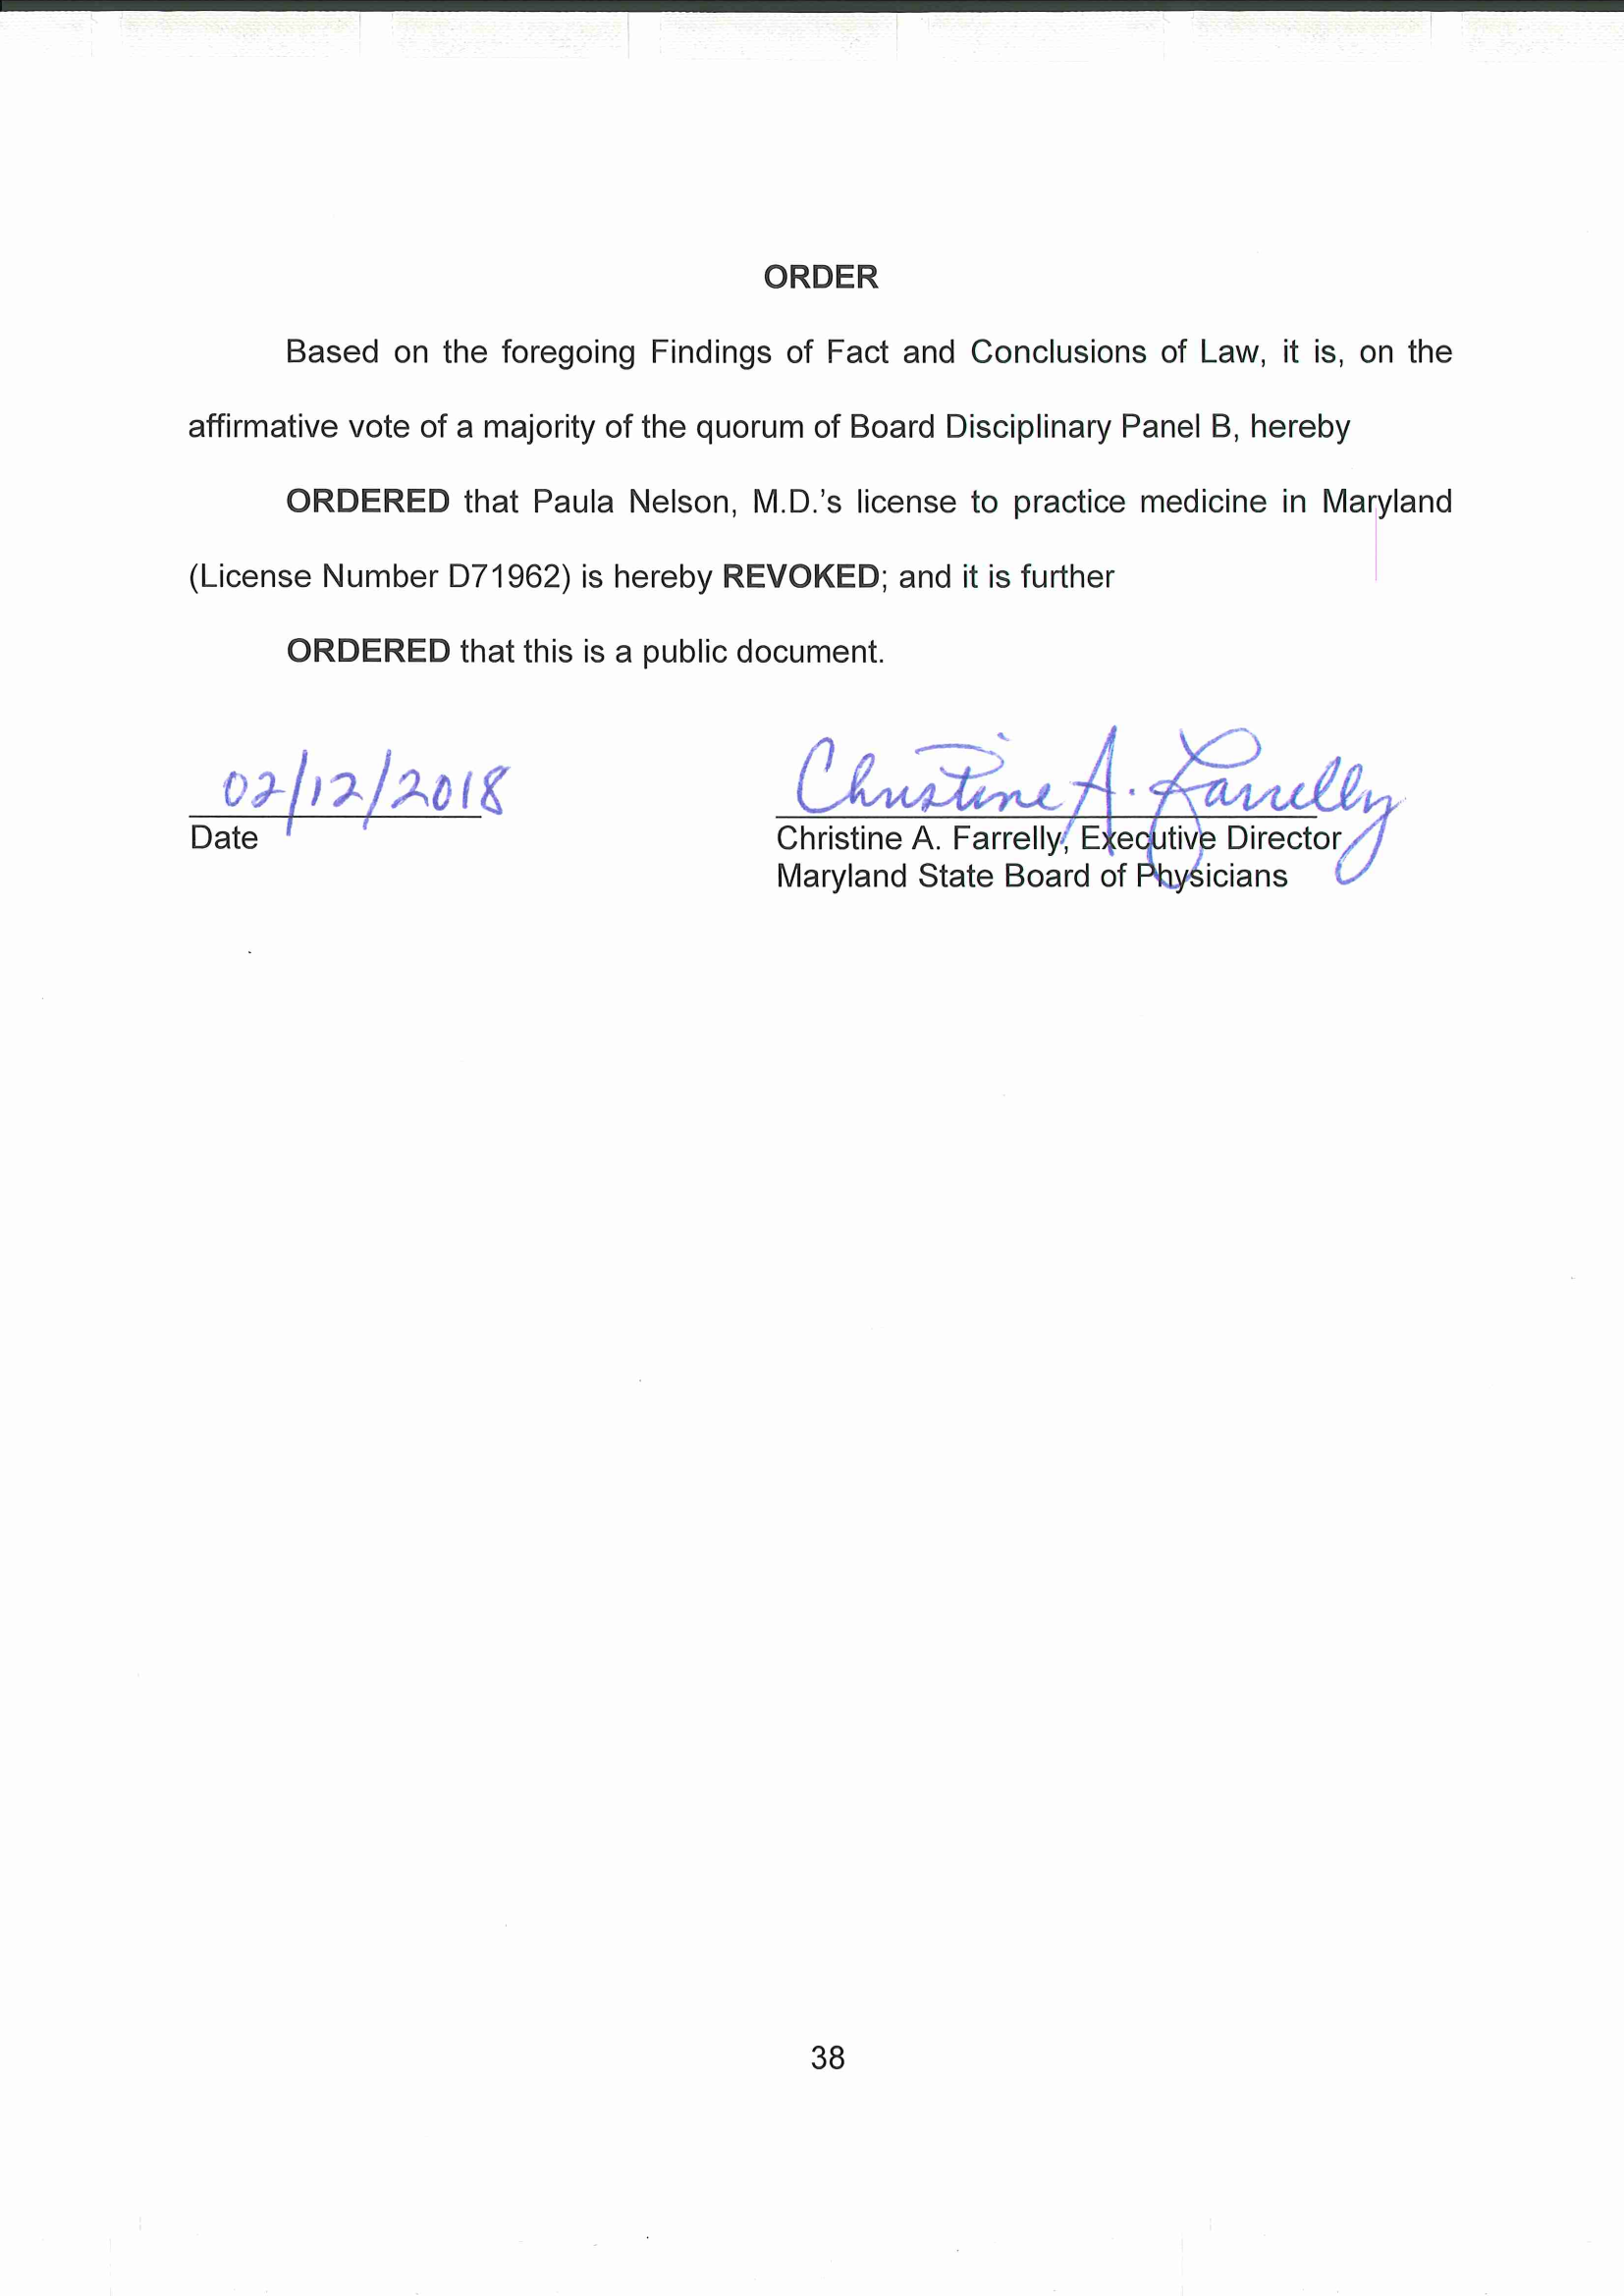 ORDER
Based on the foregoing Findings of Fact and Conclusions of Law, it is, on the
affirmative vote of a majority of the quorum of Board Disciplinary Panel B, hereby
ORDERED that Paula Nelson, M.D.'s license to practice medicine in Maryland
(License Number D71962) is hereby REVOKED; and it is further
ORDERED that this is a public document.
02/12/2018 Christine A. Farrelly
Date Christine A. Farrelly, Executive Director
Maryland State Board of Physicians
38